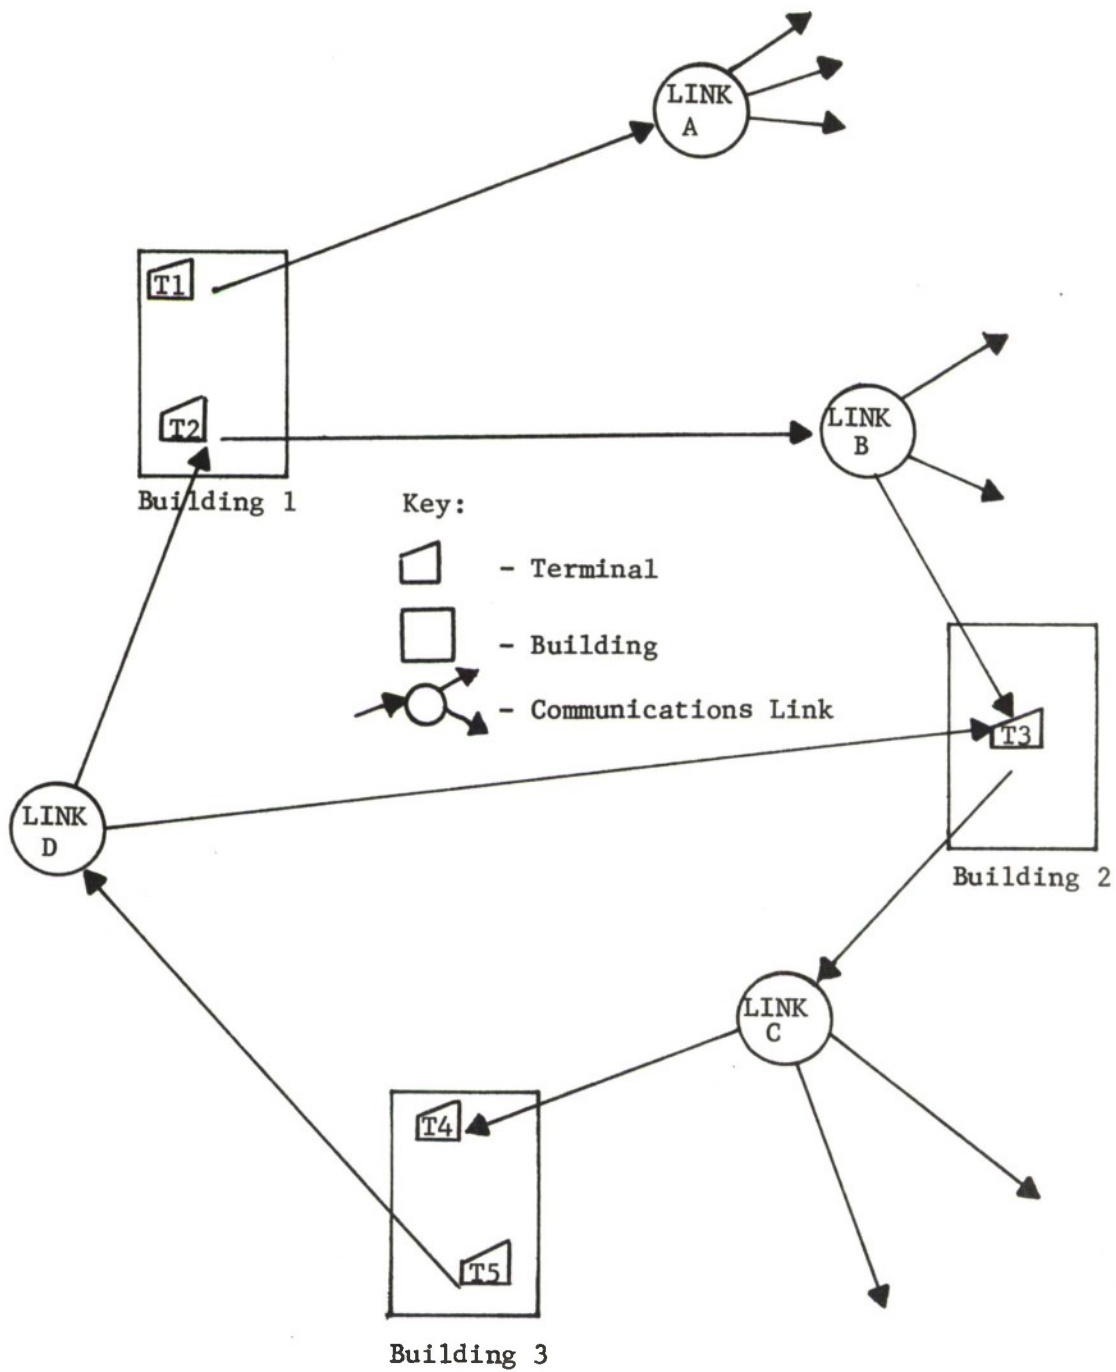 LINK
A
T1
T2
Building 1
LINK
B
Key:
- Terminal
- Building
- Communications Link
T3
Building 2
LINK
D
LINK
C
T4
T5
Building 3